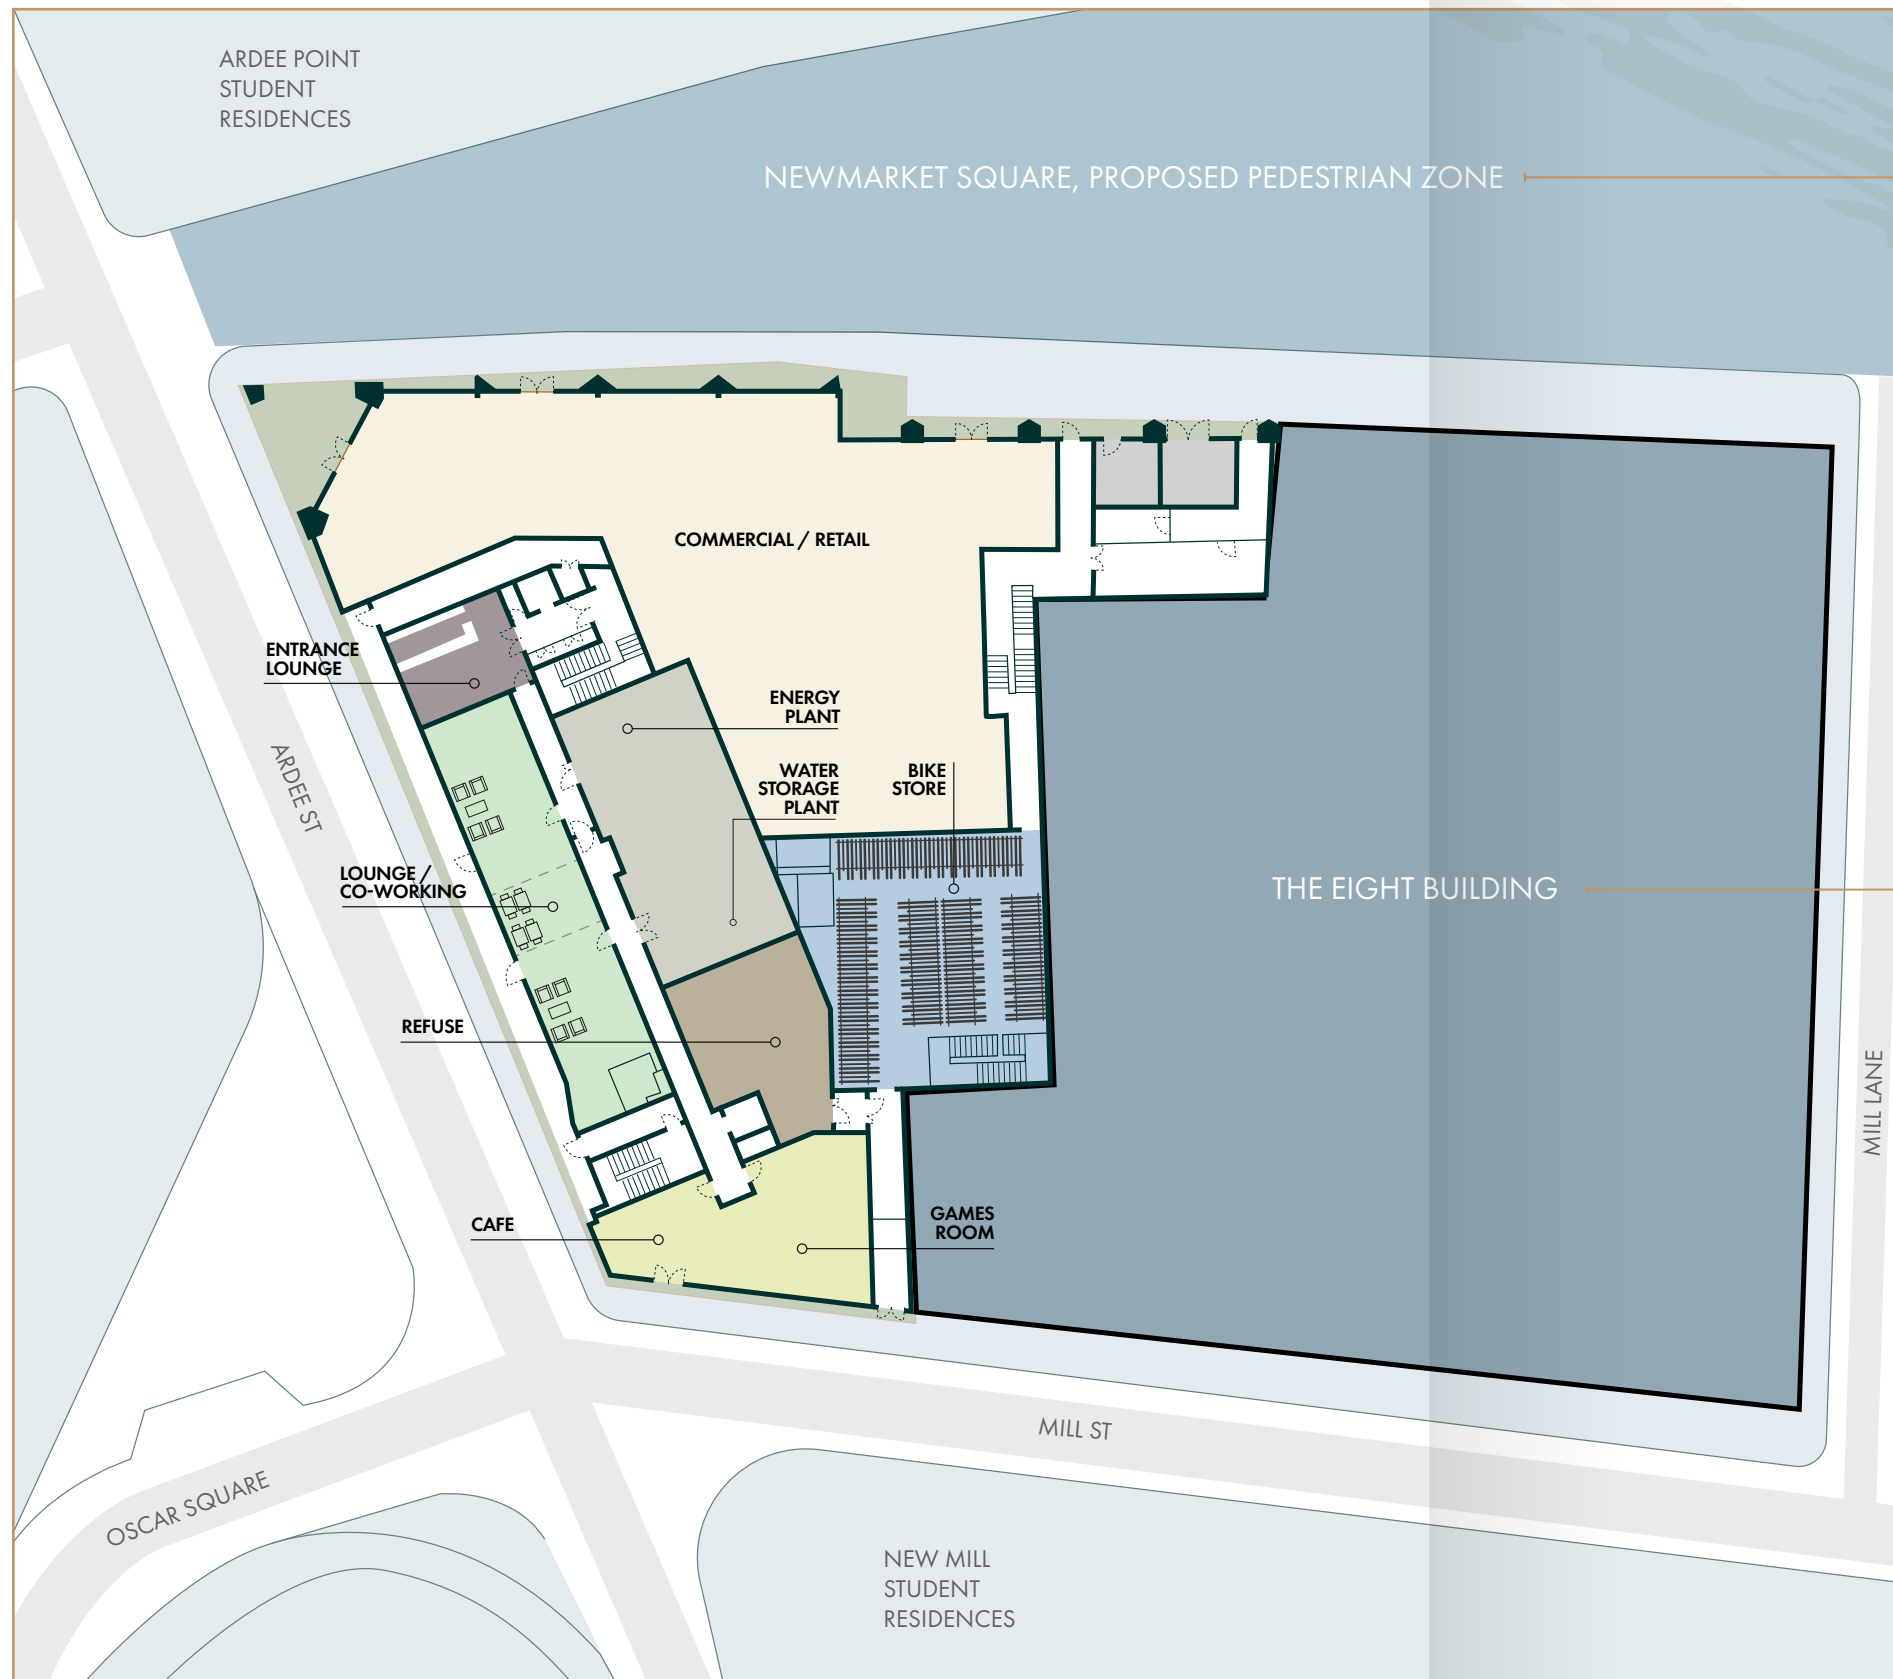 ARDEE POINT
STUDENT
RESIDENCES
NEWMARKET SQUARE, PROPOSED PEDESTRIAN ZONE
COMMERCIAL / RETAIL
ENTRANCE
LOUNGE
ENERGY
PLANT
WATER
STORAGE
PLANT
BIKE
STORE
ARDEE ST
LOUNGE /
CO-WORKING
THE EIGHT BUILDING
REFUSE
MILL LANE
CAFE
GAMES
ROOM
MILL ST
OSCAR SQUARE
NEW MILL
STUDENT
RESIDENCES